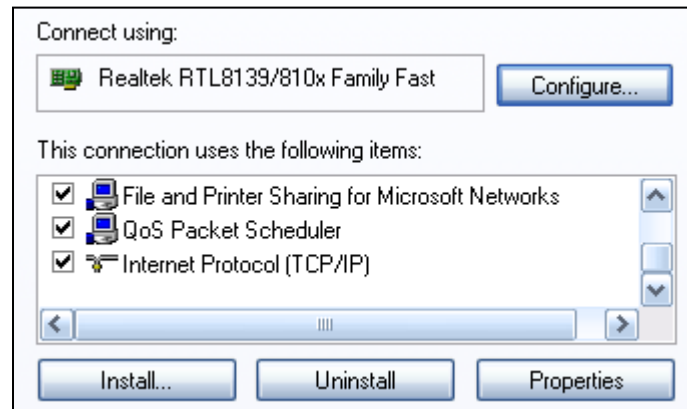 Connect using:
Realtek RTL8139/810x Family Fast
Configure...
This connection uses the following items:
File and Printer Sharing for Microsoft Networks
QoS Packet Scheduler
Internet Protocol (TCP/IP)
Install...
Uninstall
Properties